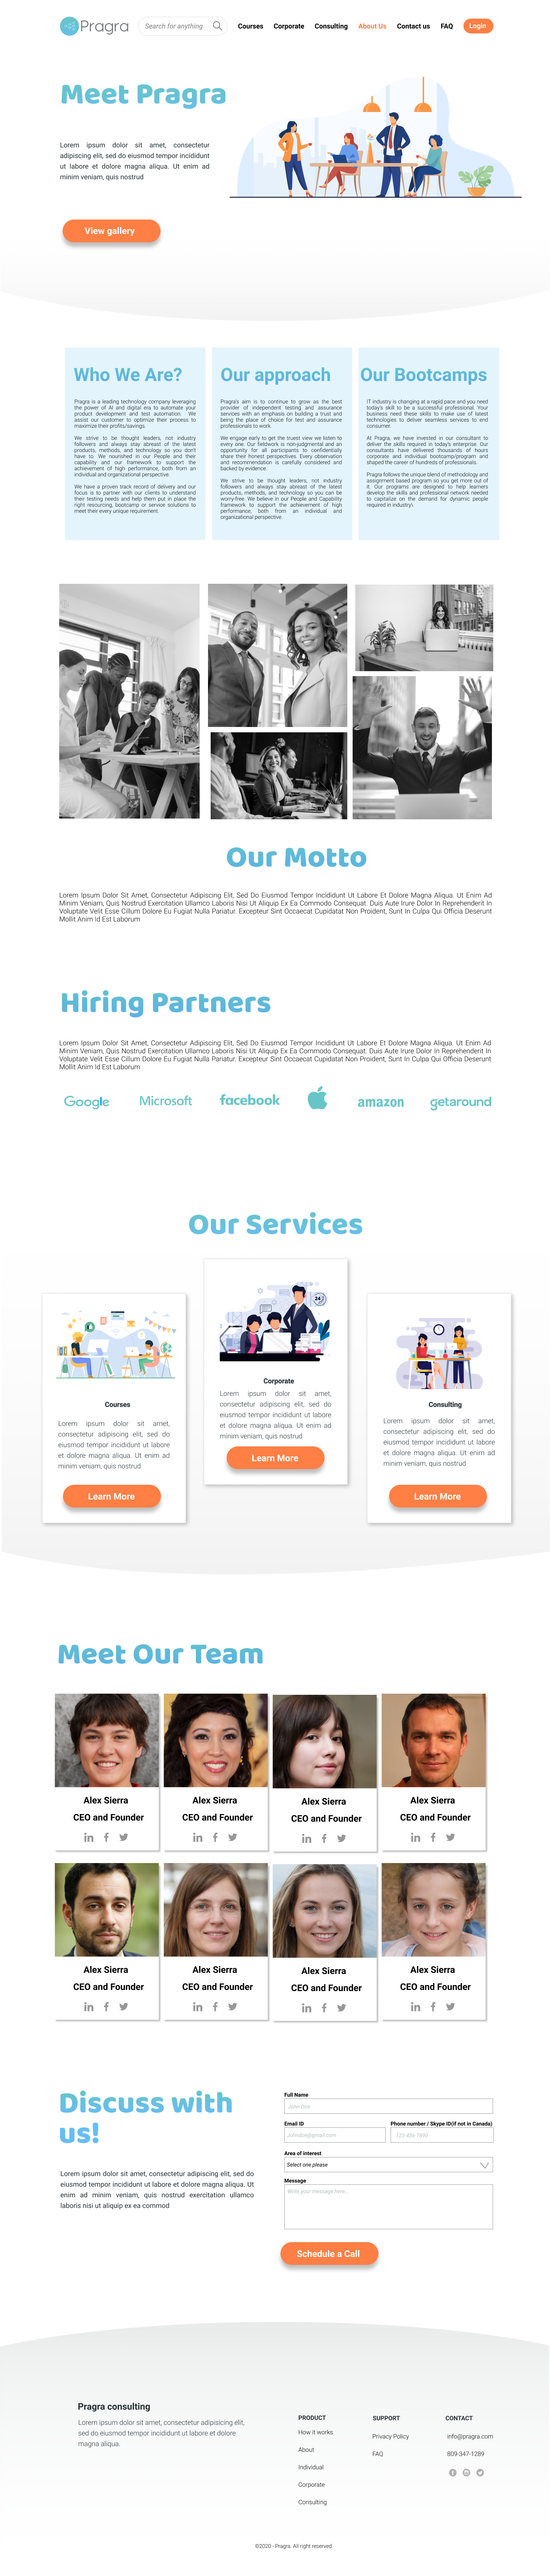 Pragra
Search for anything
Courses
Corporate
Consulting
About Us
Contact us
FAQ
Login
Meet Pragra
Lorem ipsum dolor sit amet, consectetur
adipiscing elit, sed do eiusmod tempor incididunt
ut labore et dolore magna aliqua. Ut enim ad
minim veniam, quis nostrud
View gallery
Who We Are?
Pragra is a leading technology company leveraging
the power of AI and digital era to automate your
product development and test automation. We
assist our customer to optimize their process to
maximize their profits/savings.
We strive to be thought leaders, not industry
followers and always stay abreast of the latest
products, methods, and technology so you don't
have to. We nourished in our People and their
capability and our framework to support the
achievement of high performance, both from an
individual and organizational perspective.
We have a proven track record of delivery and our
focus is to partner with our clients to understand
their testing needs and help them put in place the
right resourcing, bootcamp or service solutions to
meet their every unique requirement.
Our approach
Pragra's aim is to continue to grow as the best
provider of independent testing and assurance
services with an emphasis on building a trust and
being the place of choice for test and assurance
professionals to work.
We engage early to get the truest view we listen to
every one. Our fieldwork is non-judgmental and an
opportunity for all participants to confidentially
share their perspectives. Every observation
and recommendation is carefully considered and
backed by evidence.
We strive to be thought leaders, not industry
followers and always stay abreast of the latest
products, methods, and technology so you can be
worry-free. We believe in our People and Capability
framework to support the achievement of high
performance, both from an individual and
organizational perspective.
Our Bootcamps
IT industry is changing at a rapid pace and you need
today's skill to be a successful professional. Your
business need these skills to make use of latest
technologies to deliver seamless services to end
consumer.
At Pragra, we have invested in our consultant to
deliver the skills required in today's enterprise. Our
consultants have delivered thousands of hours
corporate and individual bootcamp/program and
shaped the career of hundreds of professionals.
Pragra follows the unique blend of methodology and
assignment based program so you get more out of
it. Our programs are designed to help learners
develop the skills and professional network needed
to capitalize on the demand for dynamic people
required in industry\
Our Motto
Lorem Ipsum Dolor Sit Amet, Consectetur Adipiscing Elit, Sed Do Eiusmod Tempor Incididunt Ut Labore Et Dolore Magna Aliqua. Ut Enim Ad
Minim Veniam, Quis Nostrud Exercitation Ullamco Laboris Nisi Ut Aliquip Ex Ea Commodo Consequat. Duis Aute Irure Dolor In Reprehenderit In
Voluptate Velit Esse Cillum Dolore Eu Fugiat Nulla Pariatur. Excepteur Sint Occaecat Cupidatat Non Proident, Sunt In Culpa Qui Officia Deserunt
Mollit Anim Id Est Laborum
Hiring Partners
Lorem Ipsum Dolor Sit Amet, Consectetur Adipiscing Elit, Sed Do Eiusmod Tempor Incididunt Ut Labore Et Dolore Magna Aliqua. Ut Enim Ad
Minim Veniam, Quis Nostrud Exercitation Ullamco Laboris Nisi Ut Aliquip Ex Ea Commodo Consequat. Duis Aute Irure Dolor In Reprehenderit In
Voluptate Velit Esse Cillum Dolore Eu Fugiat Nulla Pariatur. Excepteur Sint Occaecat Cupidatat Non Proident, Sunt In Culpa Qui Officia Deserunt
Mollit Anim Id Est Laborum
Google
Microsoft
facebook
amazon
getaround
Our Services
24
Courses
Lorem ipsum dolor sit amet,
consectetur adipiscing elit, sed do
eiusmod tempor incididunt ut labore
et dolore magna aliqua. Ut enim ad
minim veniam, quis nostrud
Learn More
Corporate
Lorem ipsum dolor sit amet,
consectetur adipiscing elit, sed do
eiusmod tempor incididunt ut labore
et dolore magna aliqua. Ut enim ad
minim veniam, quis nostrud
Learn More
Consulting
Lorem ipsum dolor sit amet,
consectetur adipiscing elit, sed do
eiusmod tempor incididunt ut labore
et dolore magna aliqua. Ut enim ad
minim veniam, quis nostrud
Learn More
Meet Our Team
Alex Sierra
CEO and Founder
Alex Sierra
CEO and Founder
Alex Sierra
CEO and Founder
Alex Sierra
CEO and Founder
Alex Sierra
CEO and Founder
Alex Sierra
CEO and Founder
Alex Sierra
CEO and Founder
Alex Sierra
CEO and Founder
Discuss with
us!
Lorem ipsum dolor sit amet, consectetur adipiscing elit, sed do
eiusmod tempor incididunt ut labore et dolore magna aliqua. Ut
enim ad minim veniam, quis nostrud exercitation ullamco
laboris nisi ut aliquip ex ea commod
Full Name
John Doe
Email ID
Johndoe@gmail.com
Phone number / Skype ID(if not in Canada)
123-456-7890
Area of interest
Select one please
Message
Write your message here...
Schedule a Call
Pragra consulting
Lorem ipsum dolor sit amet, consectetur adipisicing elit,
sed do eiusmod tempor incididunt ut labore et dolore
magna aliqua.
PRODUCT
How it works
About
Individual
Corporate
Consulting
SUPPORT
Privacy Policy
FAQ
CONTACT
info@pragra.com
809-347-1289
©2020 - Pragra. All right reserved